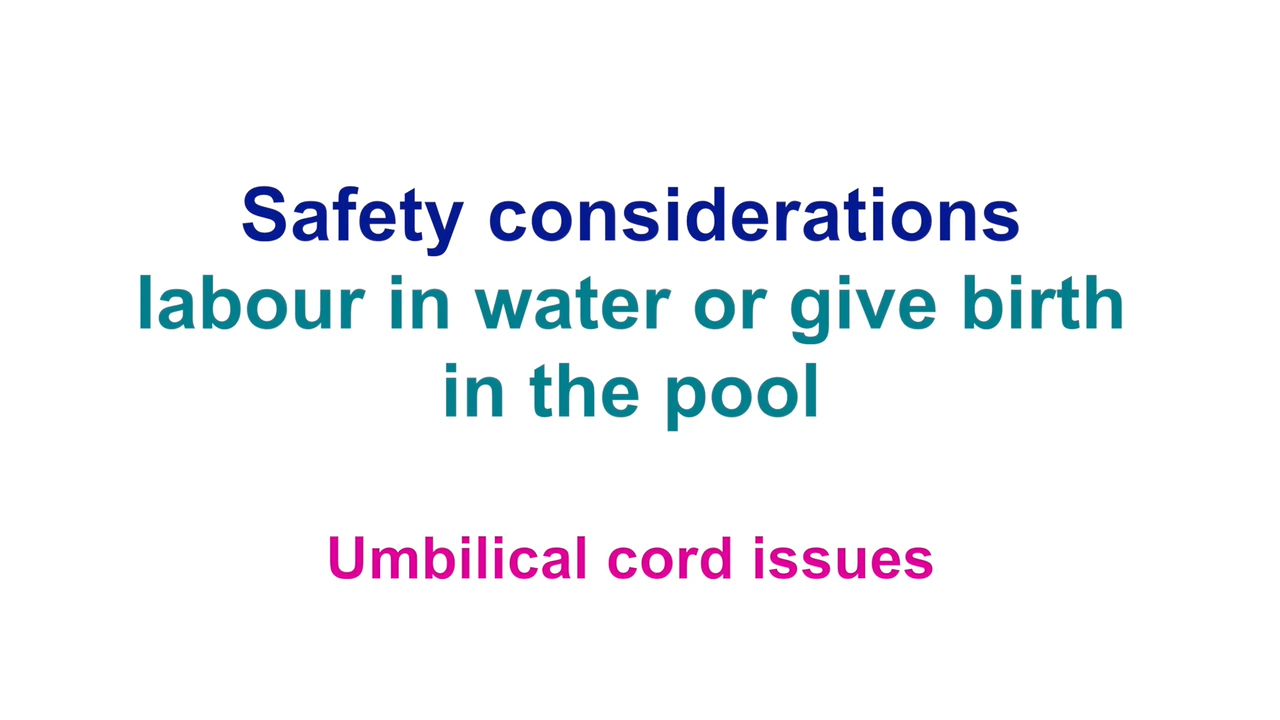 Safety considerations
labour in water or give birth
in the pool
Umbilical cord issues